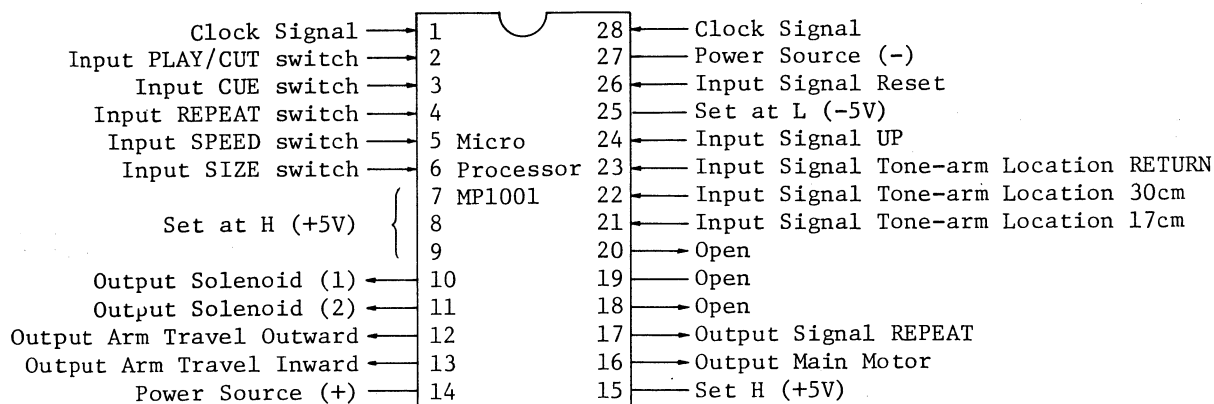 Clock Signal 1 28 Clock Signal
Input PLAY/CUT switch 2 27 Power Source (-)
Input CUE switch 3 26 Input Signal Reset
Input REPEAT switch 4 25 Set at L (-5V)
Input SPEED switch 5 Micro 24 Input Signal UP
Input SIZE switch 6 Processor 23 Input Signal Tone-arm Location RETURN
7 MP1001 22 Input Signal Tone-arm Location 30cm
Set at H (+5V) 8 21 Input Signal Tone-arm Location 17cm
9 20 Open
Output Solenoid (1) 10 19 Open
Output Solenoid (2) 11 18 Open
Output Arm Travel Outward 12 17 Output Signal REPEAT
Output Arm Travel Inward 13 16 Output Main Motor
Power Source (+) 14 15 Set H (+5V)